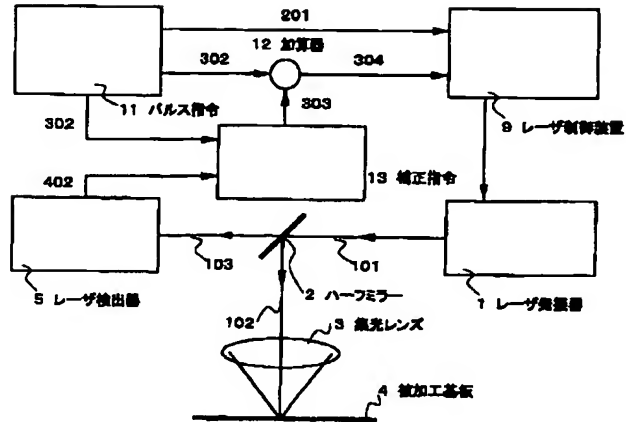 201
12 加算器
302
304
11 パルス指令
303
9 レーザ制御装置
302
402
13 補正指令
103
101
5 レーザ検出器
2 ハーフミラー
1 レーザ発振器
102
3 集光レンズ
4 被加工基板